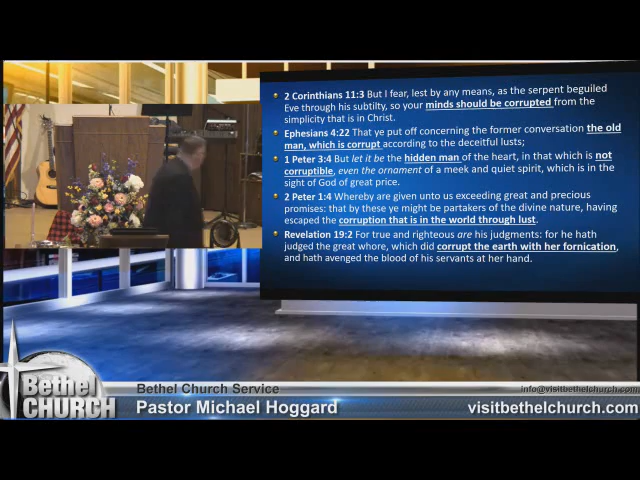 2 Corinthians 11:3 But I fear, lest by any means, as the serpent beguiled
Eve through his subtilty, so your minds should be corrupted from the
simplicity that is in Christ.
Ephesians 4:22 That ye put off concerning the former conversation the old
man, which is corrupt according to the deceitful lusts;
1 Peter 3:4 But let it be the hidden man of the heart, in that which is not
corruptible, even the ornament of a meek and quiet spirit, which is in the
sight of God of great price.
2 Peter 1:4 Whereby are given unto us exceeding great and precious
promises: that by these ye might be partakers of the divine nature, having
escaped the corruption that is in the world through lust.
Revelation 19:2 For true and righteous are his judgments: for he hath
judged the great whore, which did corrupt the earth with her fornication,
and hath avenged the blood of his servants at her hand.
Bethel
CHURCH
Bethel Church Service
info@visitbethelchurch.com
Pastor Michael Hoggard
visitbethelchurch.com